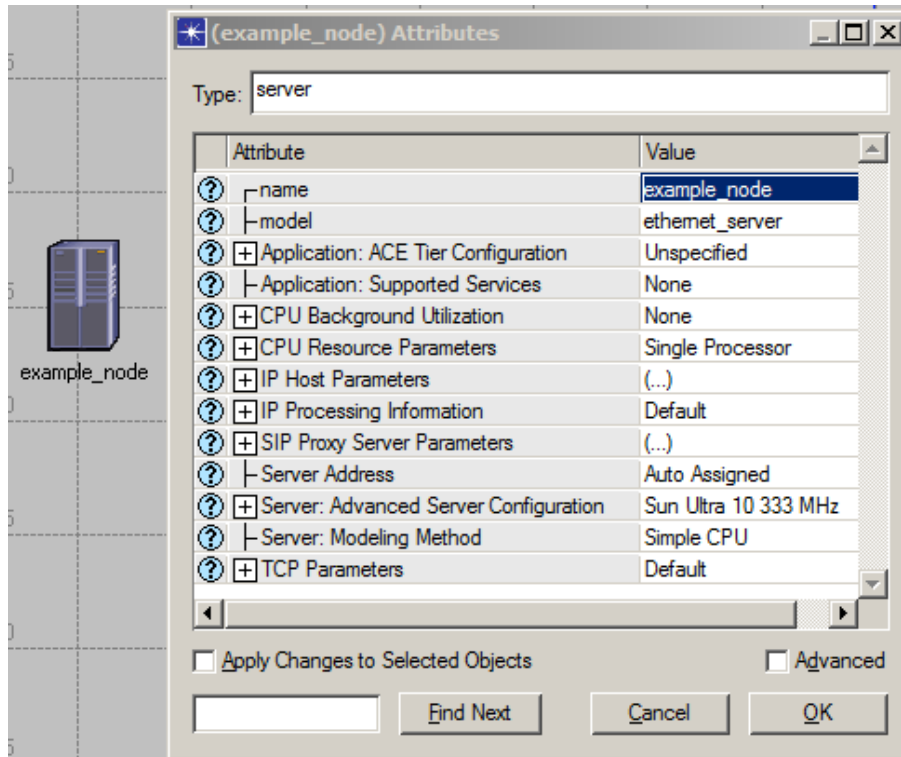 (example_node) Attributes
Type: server
Attribute Value
name example_node
model ethernet_server
Application: ACE Tier Configuration Unspecified
Application: Supported Services None
CPU Background Utilization None
CPU Resource Parameters Single Processor
IP Host Parameters (...)
IP Processing Information Default
SIP Proxy Server Parameters (...)
Server Address Auto Assigned
Server: Advanced Server Configuration Sun Ultra 10 333 MHz
Server: Modeling Method Simple CPU
TCP Parameters Default
Apply Changes to Selected Objects Advanced
Find Next Cancel OK
example_node